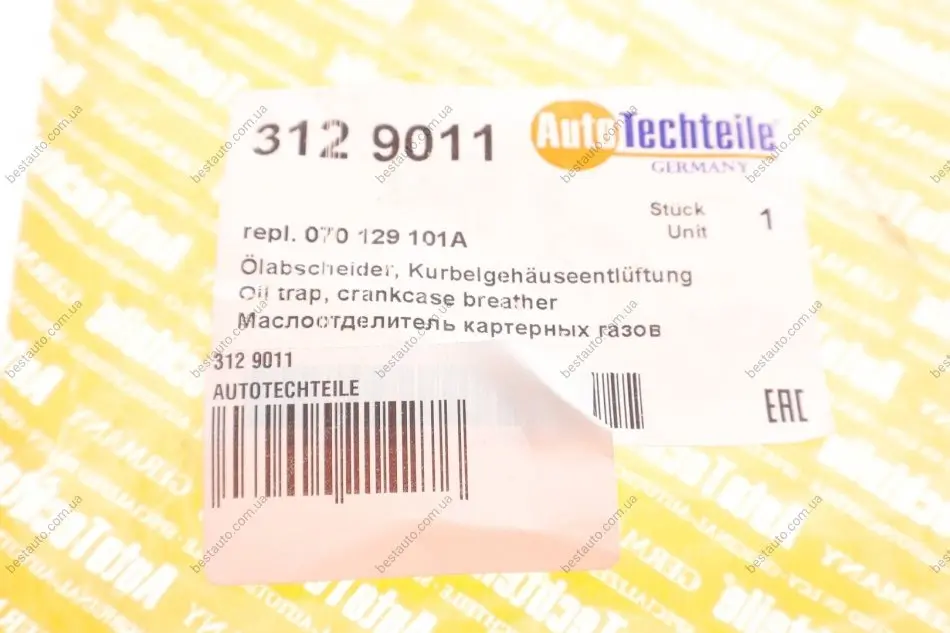 312 9011
AutoTechteile
GERMANY
Stück 1
Unit
repl. 070 129 101A
Ölabscheider, Kurbelgehäuseentlüftung
Oil trap, crankcase breather
Маслоотделитель картерных газов
312 9011
AUTOTECHTEILE
EAC
bestauto.com.ua